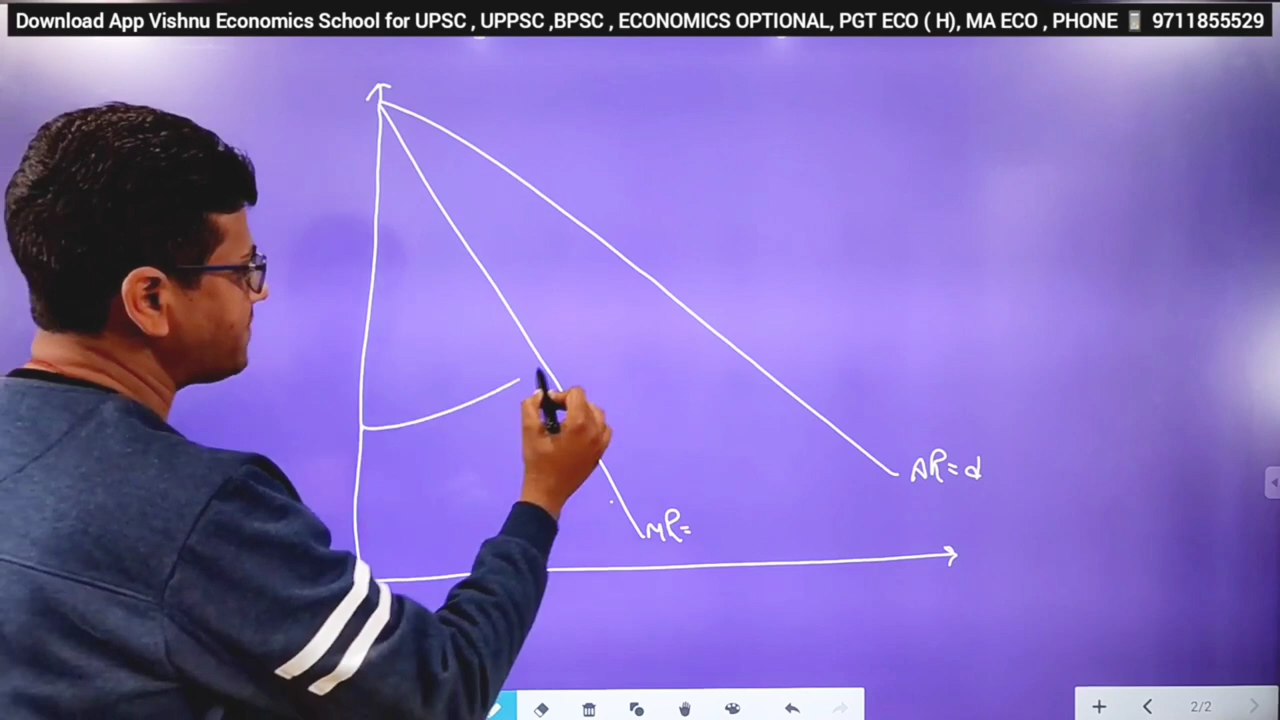 Download App Vishnu Economics School for UPSC , UPPSC ,BPSC , ECONOMICS OPTIONAL, PGT ECO ( H), MA ECO , PHONE 📱 9711855529
AR = d
MR =
2/2